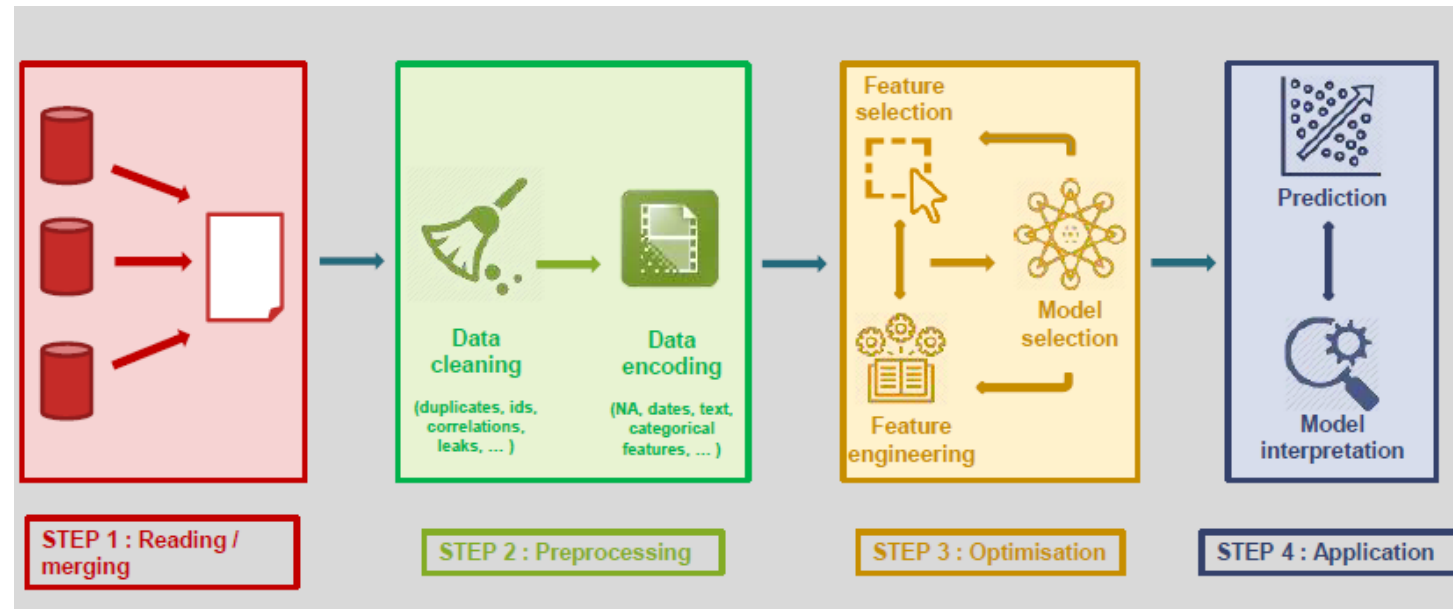 Data
cleaning
(duplicates, ids,
correlations,
leaks, ... )
Data
encoding
(NA, dates, text,
categorical
features, ... )
Feature
selection
Model
selection
Feature
engineering
Prediction
Model
interpretation
STEP 1 : Reading /
merging
STEP 2 : Preprocessing
STEP 3 : Optimisation
STEP 4 : Application